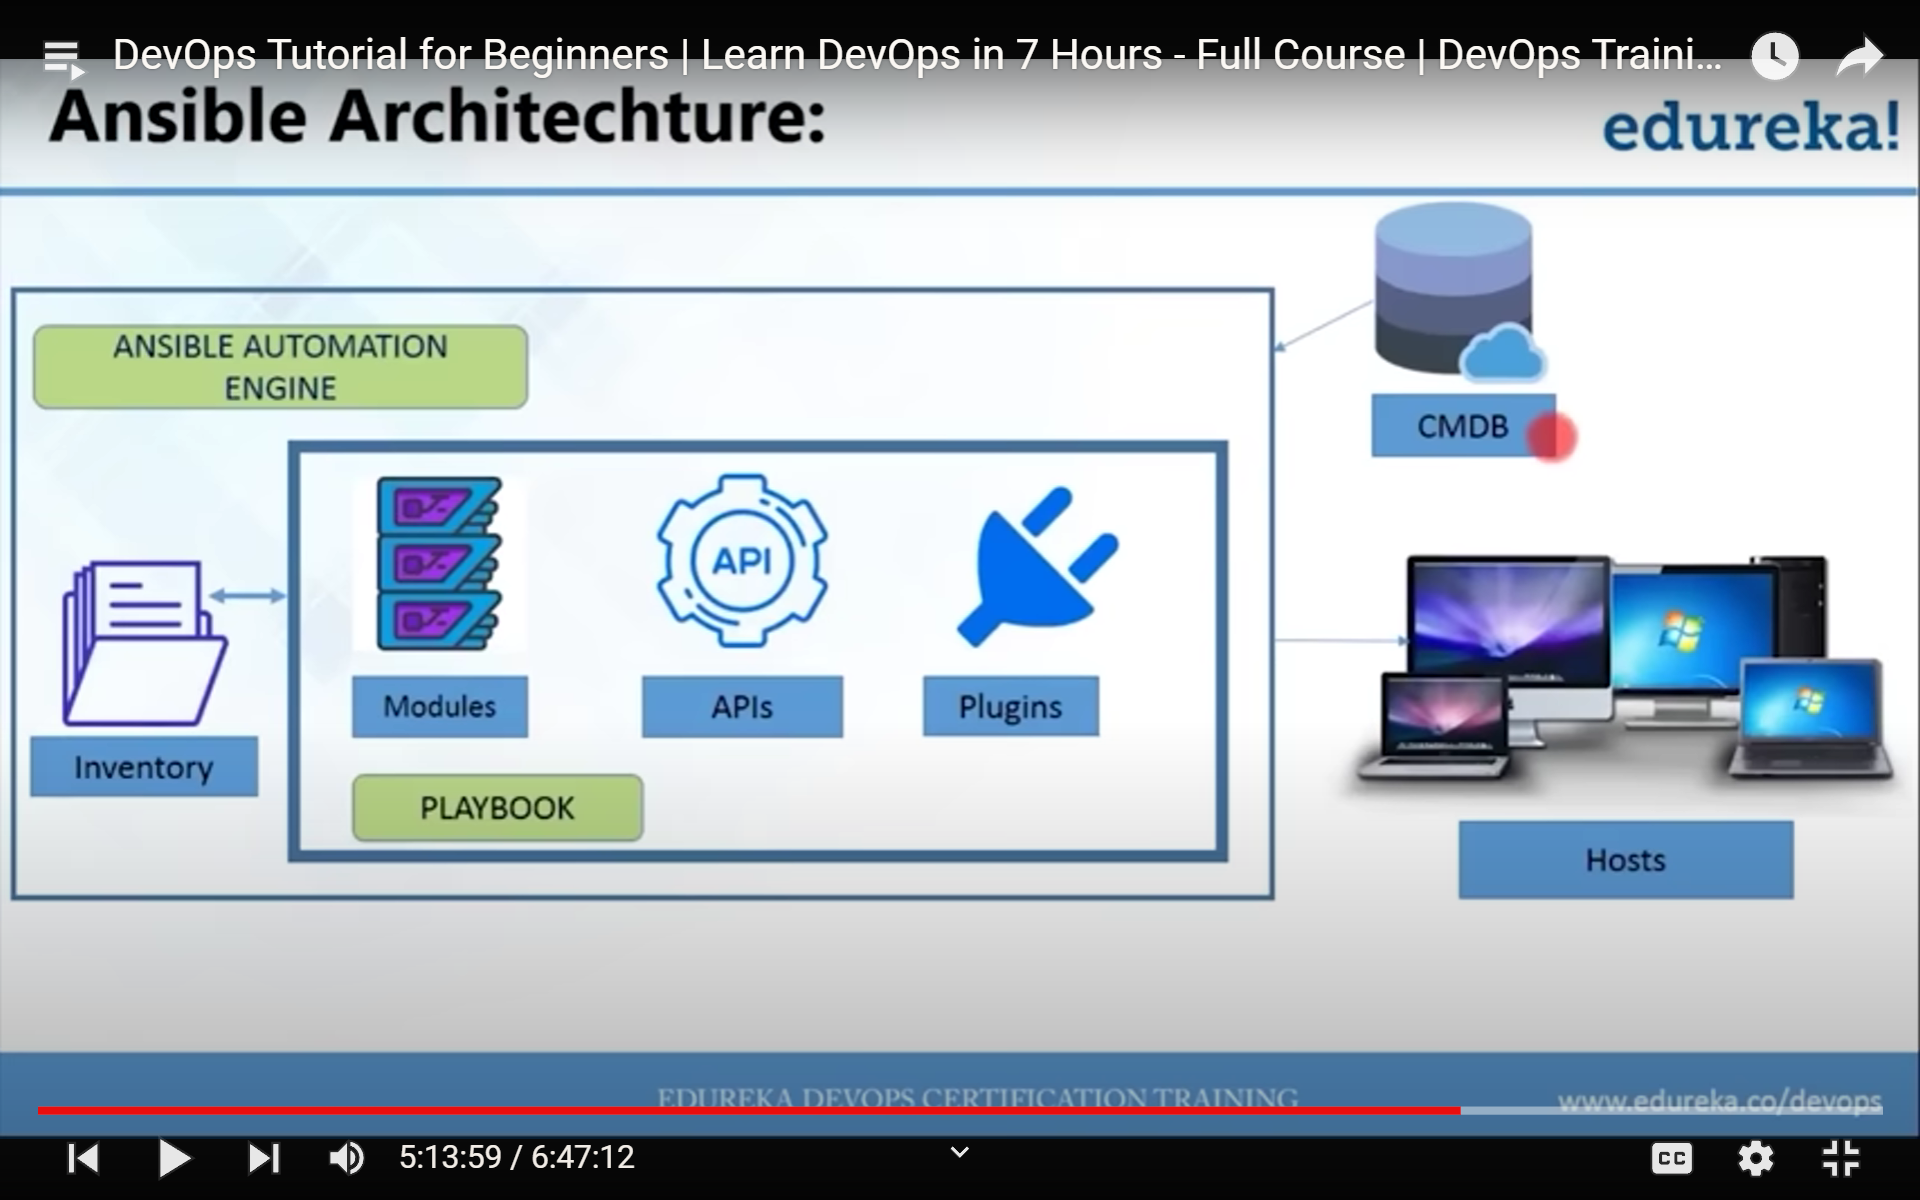 DevOps Tutorial for Beginners | Learn DevOps in 7 Hours - Full Course | DevOps Traini...
Ansible Architechture:
edureka!
ANSIBLE AUTOMATION
ENGINE
CMDB
API
Modules
APIs
Plugins
Inventory
PLAYBOOK
Hosts
EDUREKA DEVOPS CERTIFICATION TRAINING
www.edureka.co/devops
5:13:59 / 6:47:12
CC